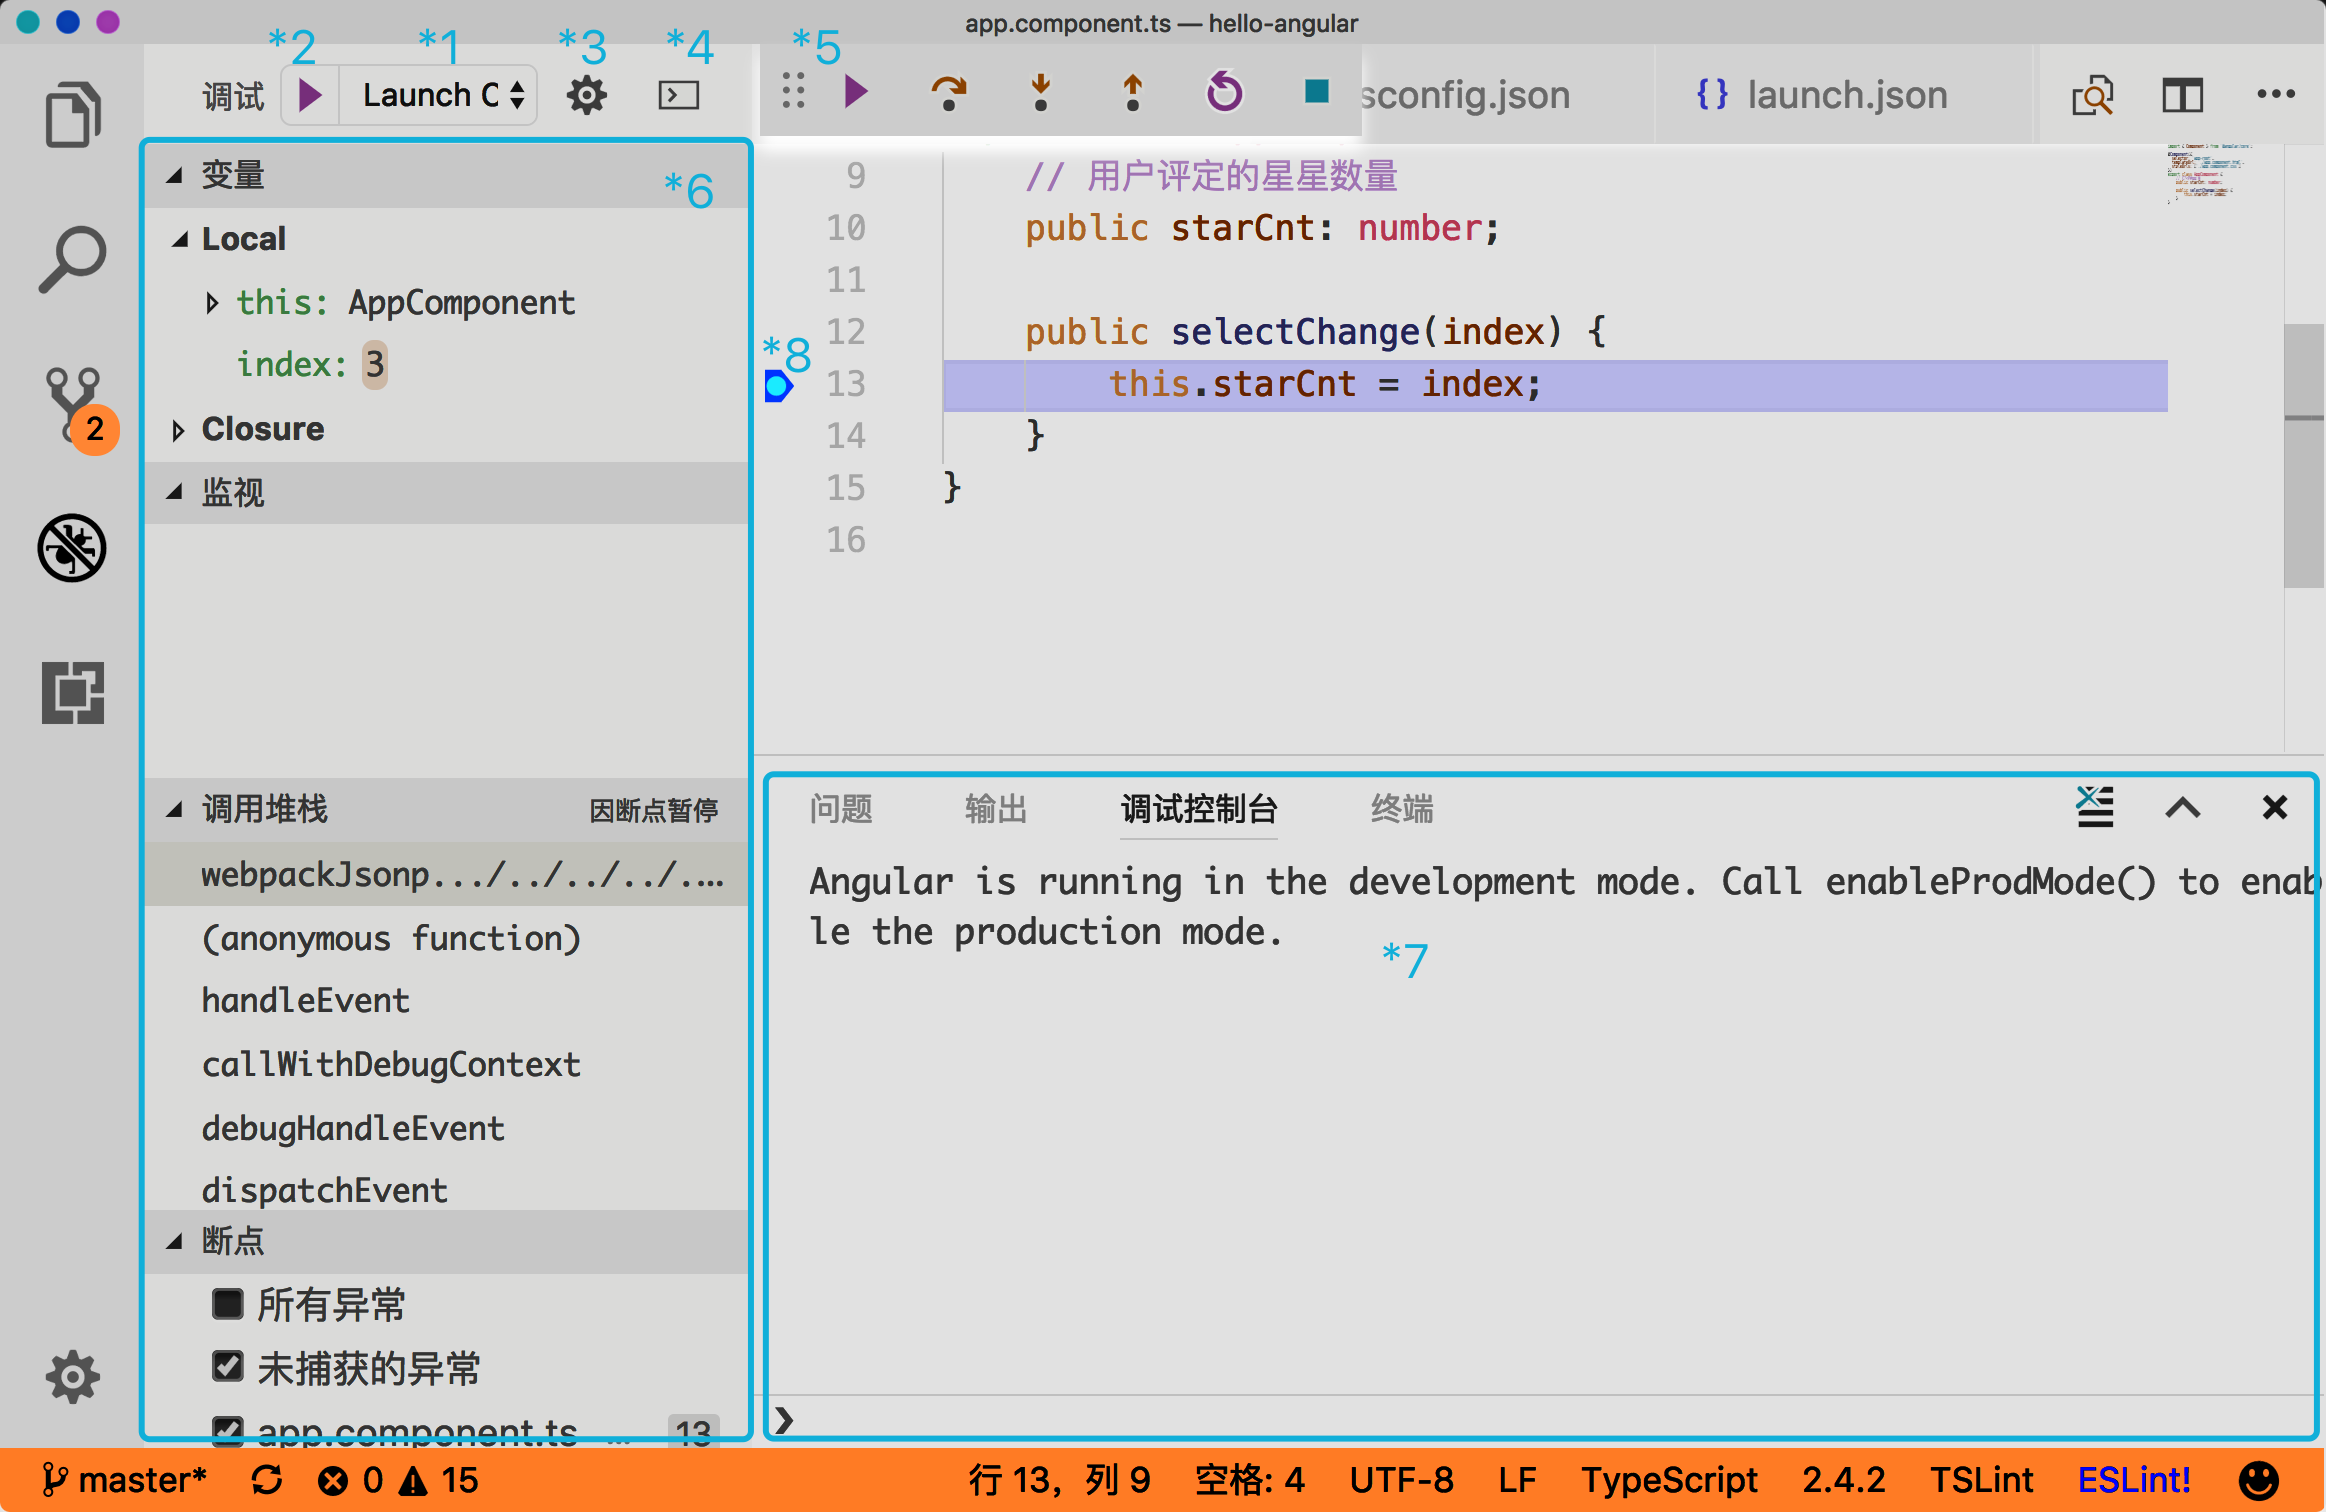 app.component.ts — hello-angular
*2 *1 *3 *4 *5
调试 Launch C
sconfig.json
{ } launch.json
变量
*6
Local
this: AppComponent
index: 3
Closure
监视
调用堆栈 因断点暂停
webpackJsonp.../../../../....
(anonymous function)
handleEvent
callWithDebugContext
debugHandleEvent
dispatchEvent
断点
所有异常
未捕获的异常
app.component.ts ... 13
9 // 用户评定的星星数量
10 public starCnt: number;
11
12 public selectChange(index) {
*8
13 this.starCnt = index;
14 }
15 }
16
2
问题 输出 调试控制台 终端
Angular is running in the development mode. Call enableProdMode() to enab
le the production mode.
*7
master* 0 15 行 13，列 9 空格: 4 UTF-8 LF TypeScript 2.4.2 TSLint ESLint!